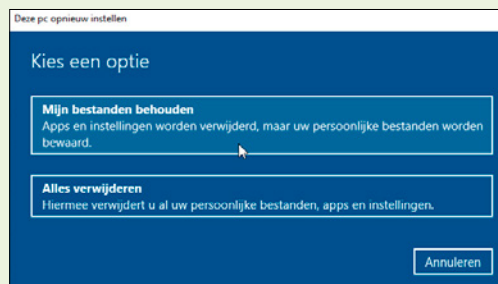 Deze pc opnieuw instellen
Kies een optie
Mijn bestanden behouden
Apps en instellingen worden verwijderd, maar uw persoonlijke bestanden worden
bewaard.
Alles verwijderen
Hiermee verwijdert u al uw persoonlijke bestanden, apps en instellingen.
Annuleren